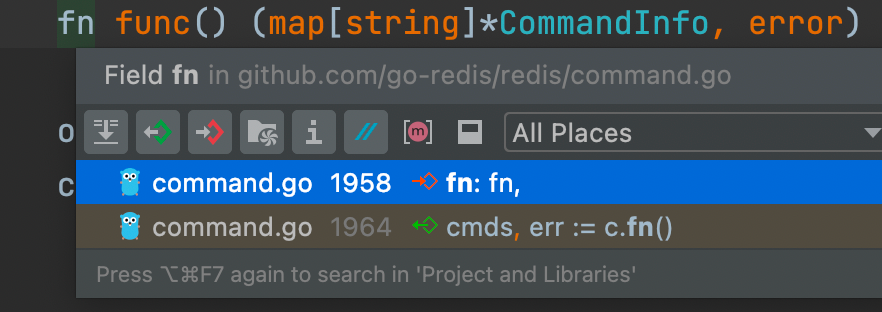 fn func() (map[string]*CommandInfo, error)
Field fn in github.com/go-redis/redis/command.go
o
i // [m] All Places
c
command.go 1958 fn: fn,
command.go 1964 cmds, err := c.fn()
Press ⌥⌘F7 again to search in 'Project and Libraries'